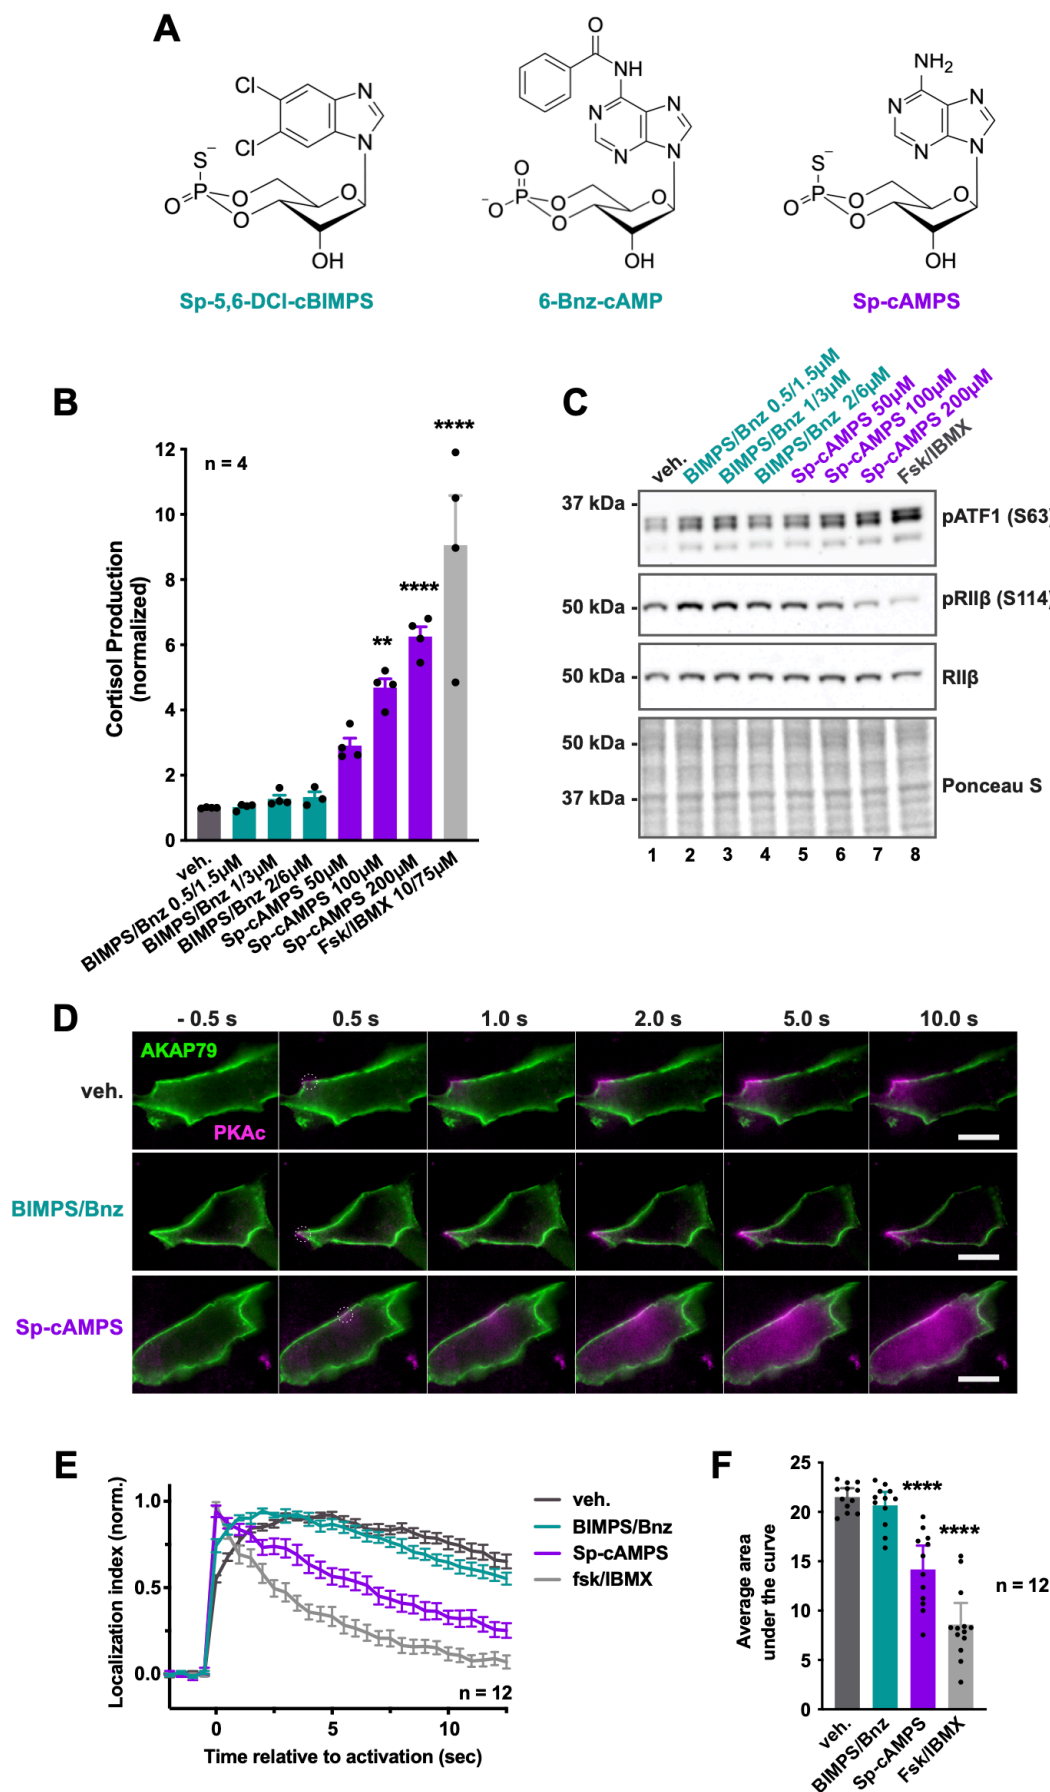 A
Cl
Cl
N
N
S⁻
P
O
O
O
O
OH
Sp-5,6-DCl-cBIMPS
O
NH
N
N
N
N
O
P
⁻O
O
O
O
OH
6-Bnz-cAMP
NH₂
N
N
N
N
S⁻
P
O
O
O
O
OH
Sp-cAMPS
B
Cortisol Production
(normalized)
n = 4
12
10
8
6
4
2
0
**
****
****
veh.
BIMPS/Bnz 0.5/1.5µM
BIMPS/Bnz 1/3µM
BIMPS/Bnz 2/6µM
Sp-cAMPS 50µM
Sp-cAMPS 100µM
Sp-cAMPS 200µM
Fsk/IBMX 10/75µM
C
veh.
BIMPS/Bnz 0.5/1.5µM
BIMPS/Bnz 1/3µM
BIMPS/Bnz 2/6µM
Sp-cAMPS 50µM
Sp-cAMPS 100µM
Sp-cAMPS 200µM
Fsk/IBMX
37 kDa
pATF1 (S63)
50 kDa
pRIIβ (S114)
50 kDa
RIIβ
50 kDa
37 kDa
Ponceau S
1 2 3 4 5 6 7 8
D
- 0.5 s 0.5 s 1.0 s 2.0 s 5.0 s 10.0 s
AKAP79
veh.
PKAc
BIMPS/Bnz
Sp-cAMPS
E
Localization index (norm.)
1.0
0.5
0.0
0 5 10
Time relative to activation (sec)
n = 12
veh.
BIMPS/Bnz
Sp-cAMPS
fsk/IBMX
F
Average area
under the curve
25
20
15
10
5
0
****
****
n = 12
veh.
BIMPS/Bnz
Sp-cAMPS
Fsk/IBMX